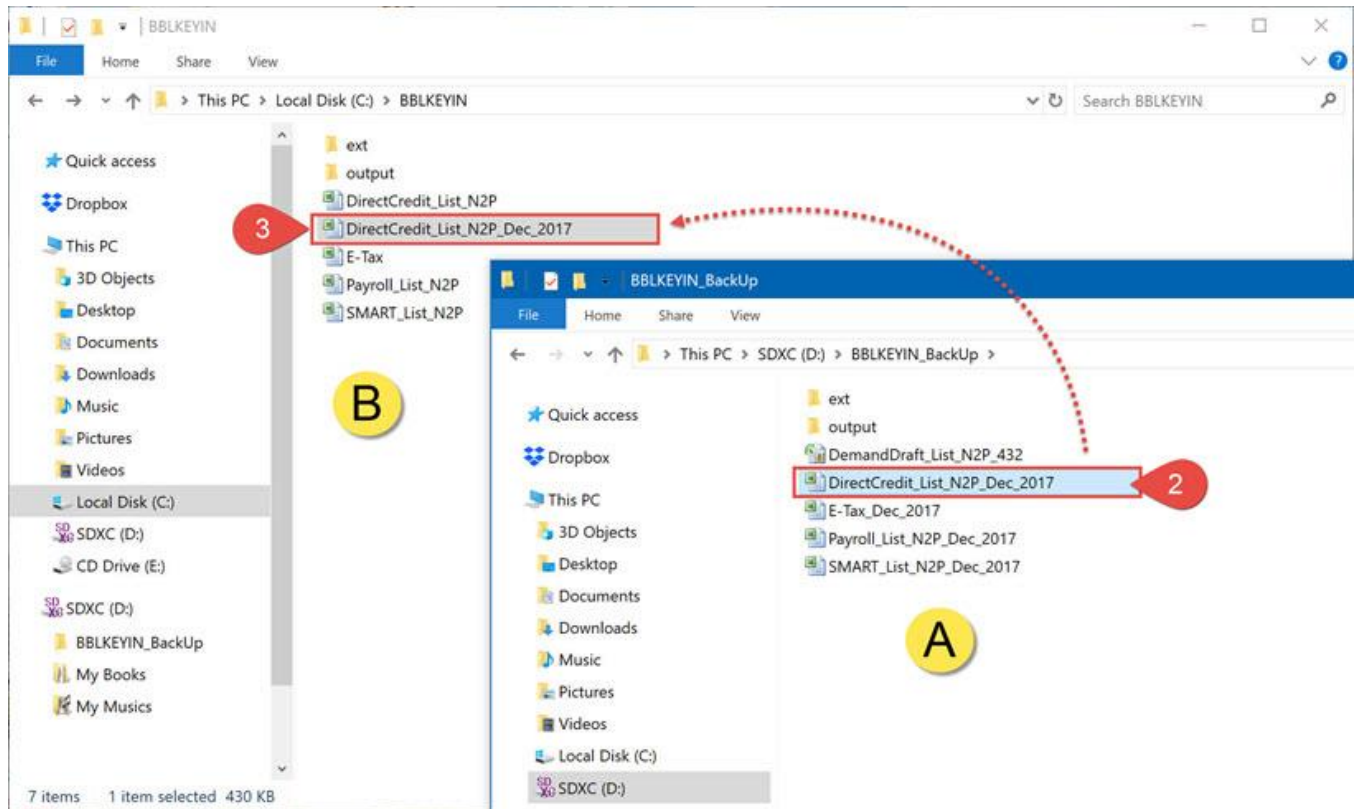 BBLKEYIN
File Home Share View
This PC > Local Disk (C:) > BBLKEYIN
Search BBLKEYIN
Quick access
Dropbox
This PC
3D Objects
Desktop
Documents
Downloads
Music
Pictures
Videos
Local Disk (C:)
SDXC (D:)
CD Drive (E:)
SDXC (D:)
BBLKEYIN_BackUp
My Books
My Musics
ext
output
DirectCredit_List_N2P
3
DirectCredit_List_N2P_Dec_2017
E-Tax
Payroll_List_N2P
SMART_List_N2P
B
7 items 1 item selected 430 KB
BBLKEYIN_BackUp
File Home Share View
This PC > SDXC (D:) > BBLKEYIN_BackUp >
Quick access
Dropbox
This PC
3D Objects
Desktop
Documents
Downloads
Music
Pictures
Videos
Local Disk (C:)
SDXC (D:)
ext
output
DemandDraft_List_N2P_432
DirectCredit_List_N2P_Dec_2017
2
E-Tax_Dec_2017
Payroll_List_N2P_Dec_2017
SMART_List_N2P_Dec_2017
A